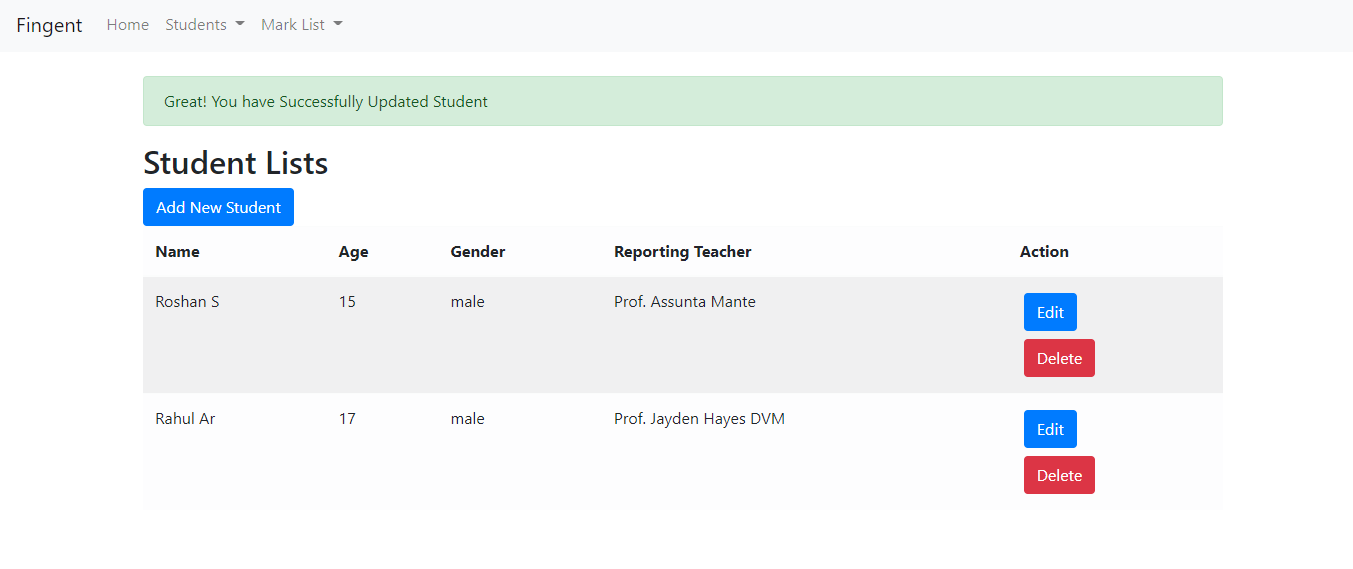 Fingent Home Students Mark List
Great! You have Successfully Updated Student
Student Lists
Add New Student
Name Age Gender Reporting Teacher Action
Roshan S 15 male Prof. Assunta Mante Edit
Delete
Rahul Ar 17 male Prof. Jayden Hayes DVM Edit
Delete